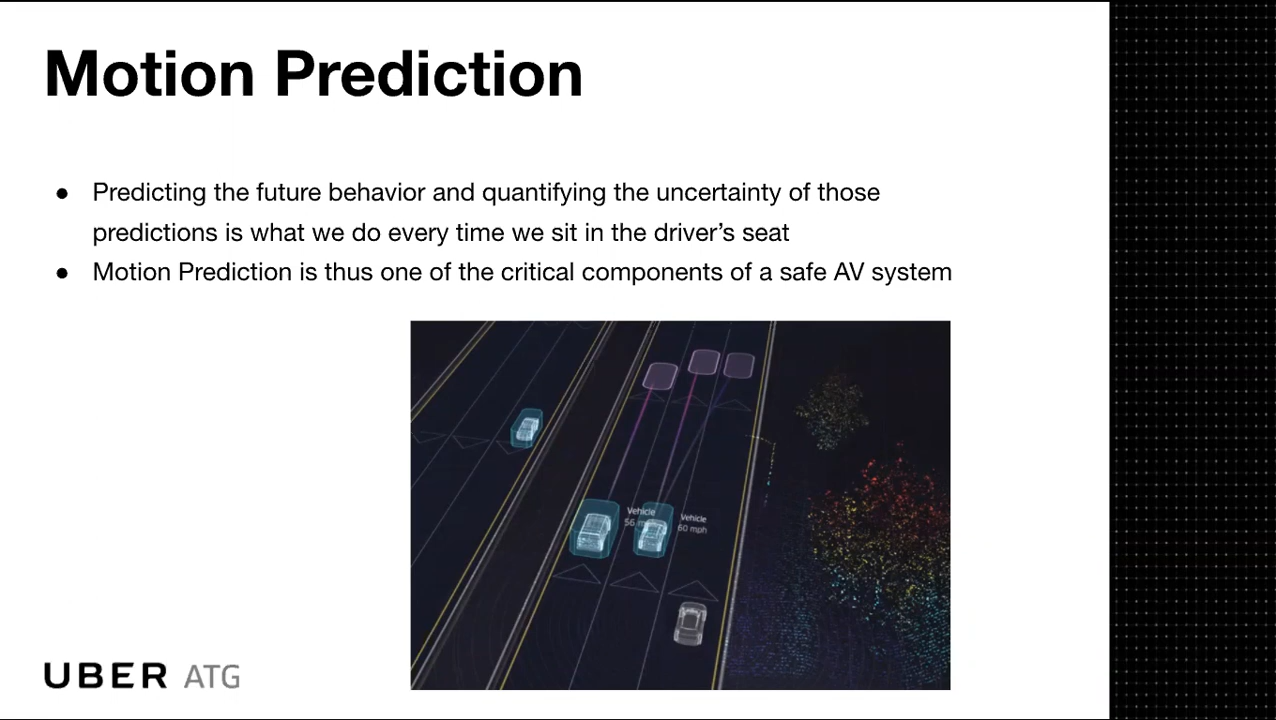 Motion Prediction
● Predicting the future behavior and quantifying the uncertainty of those
predictions is what we do every time we sit in the driver’s seat
● Motion Prediction is thus one of the critical components of a safe AV system
Vehicle
56
Vehicle
60 mph
UBER ATG